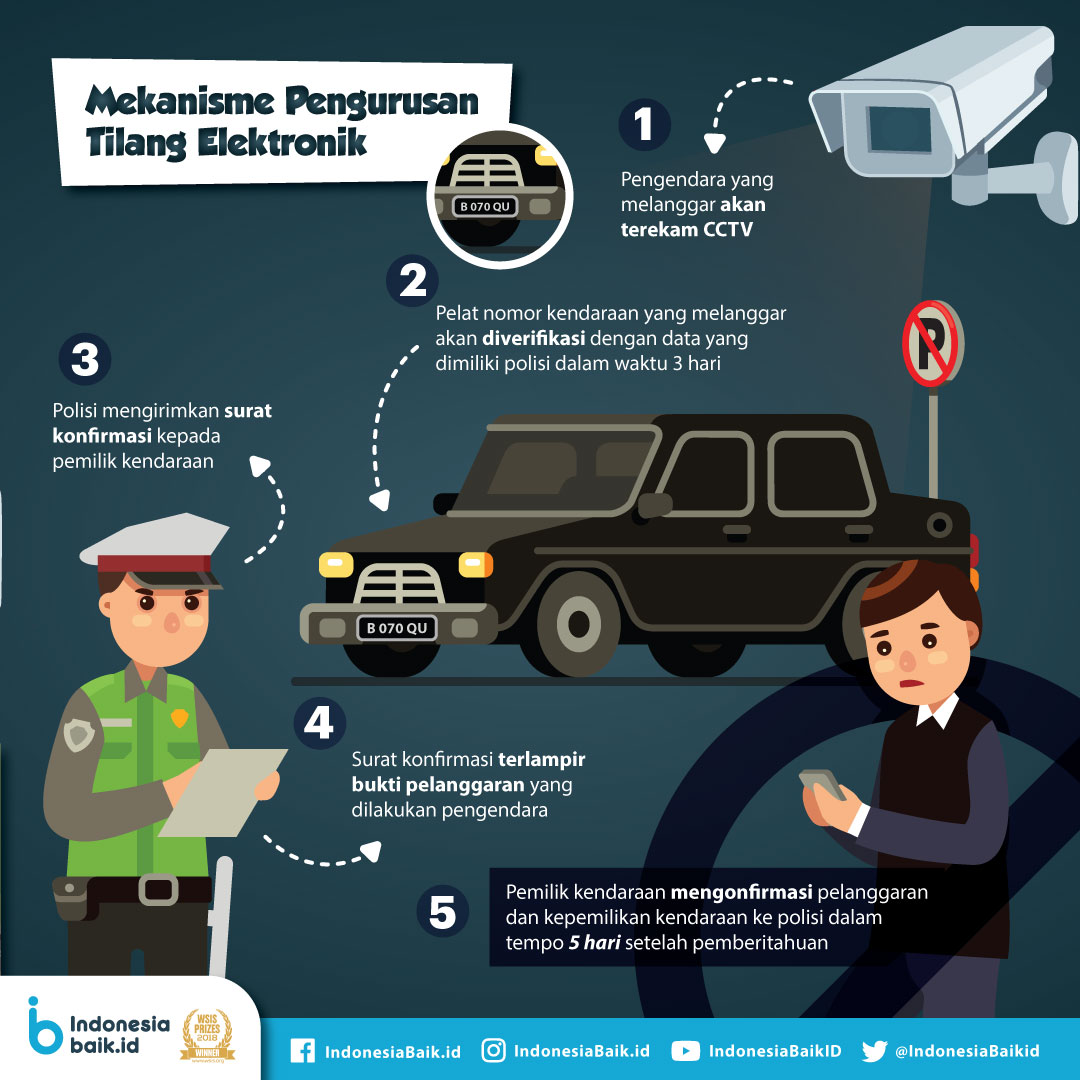 Mekanisme Pengurusan
Tilang Elektronik
B 070 QU
1
Pengendara yang
melanggar akan
terekam CCTV
2
Pelat nomor kendaraan yang melanggar
akan diverifikasi dengan data yang
dimiliki polisi dalam waktu 3 hari
3
Polisi mengirimkan surat
konfirmasi kepada
pemilik kendaraan
P
B 070 QU
4
Surat konfirmasi terlampir
bukti pelanggaran yang
dilakukan pengendara
5
Pemilik kendaraan mengonfirmasi pelanggaran
dan kepemilikan kendaraan ke polisi dalam
tempo 5 hari setelah pemberitahuan
Indonesia
baik.id
WSIS
PRIZES
2018
WINNER
IndonesiaBaik.id
IndonesiaBaik.id
IndonesiaBaikID
@IndonesiaBaikid